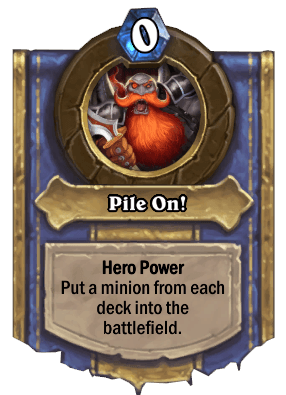 0
Pile On!
Hero Power
Put a minion from each
deck into the
battlefield.